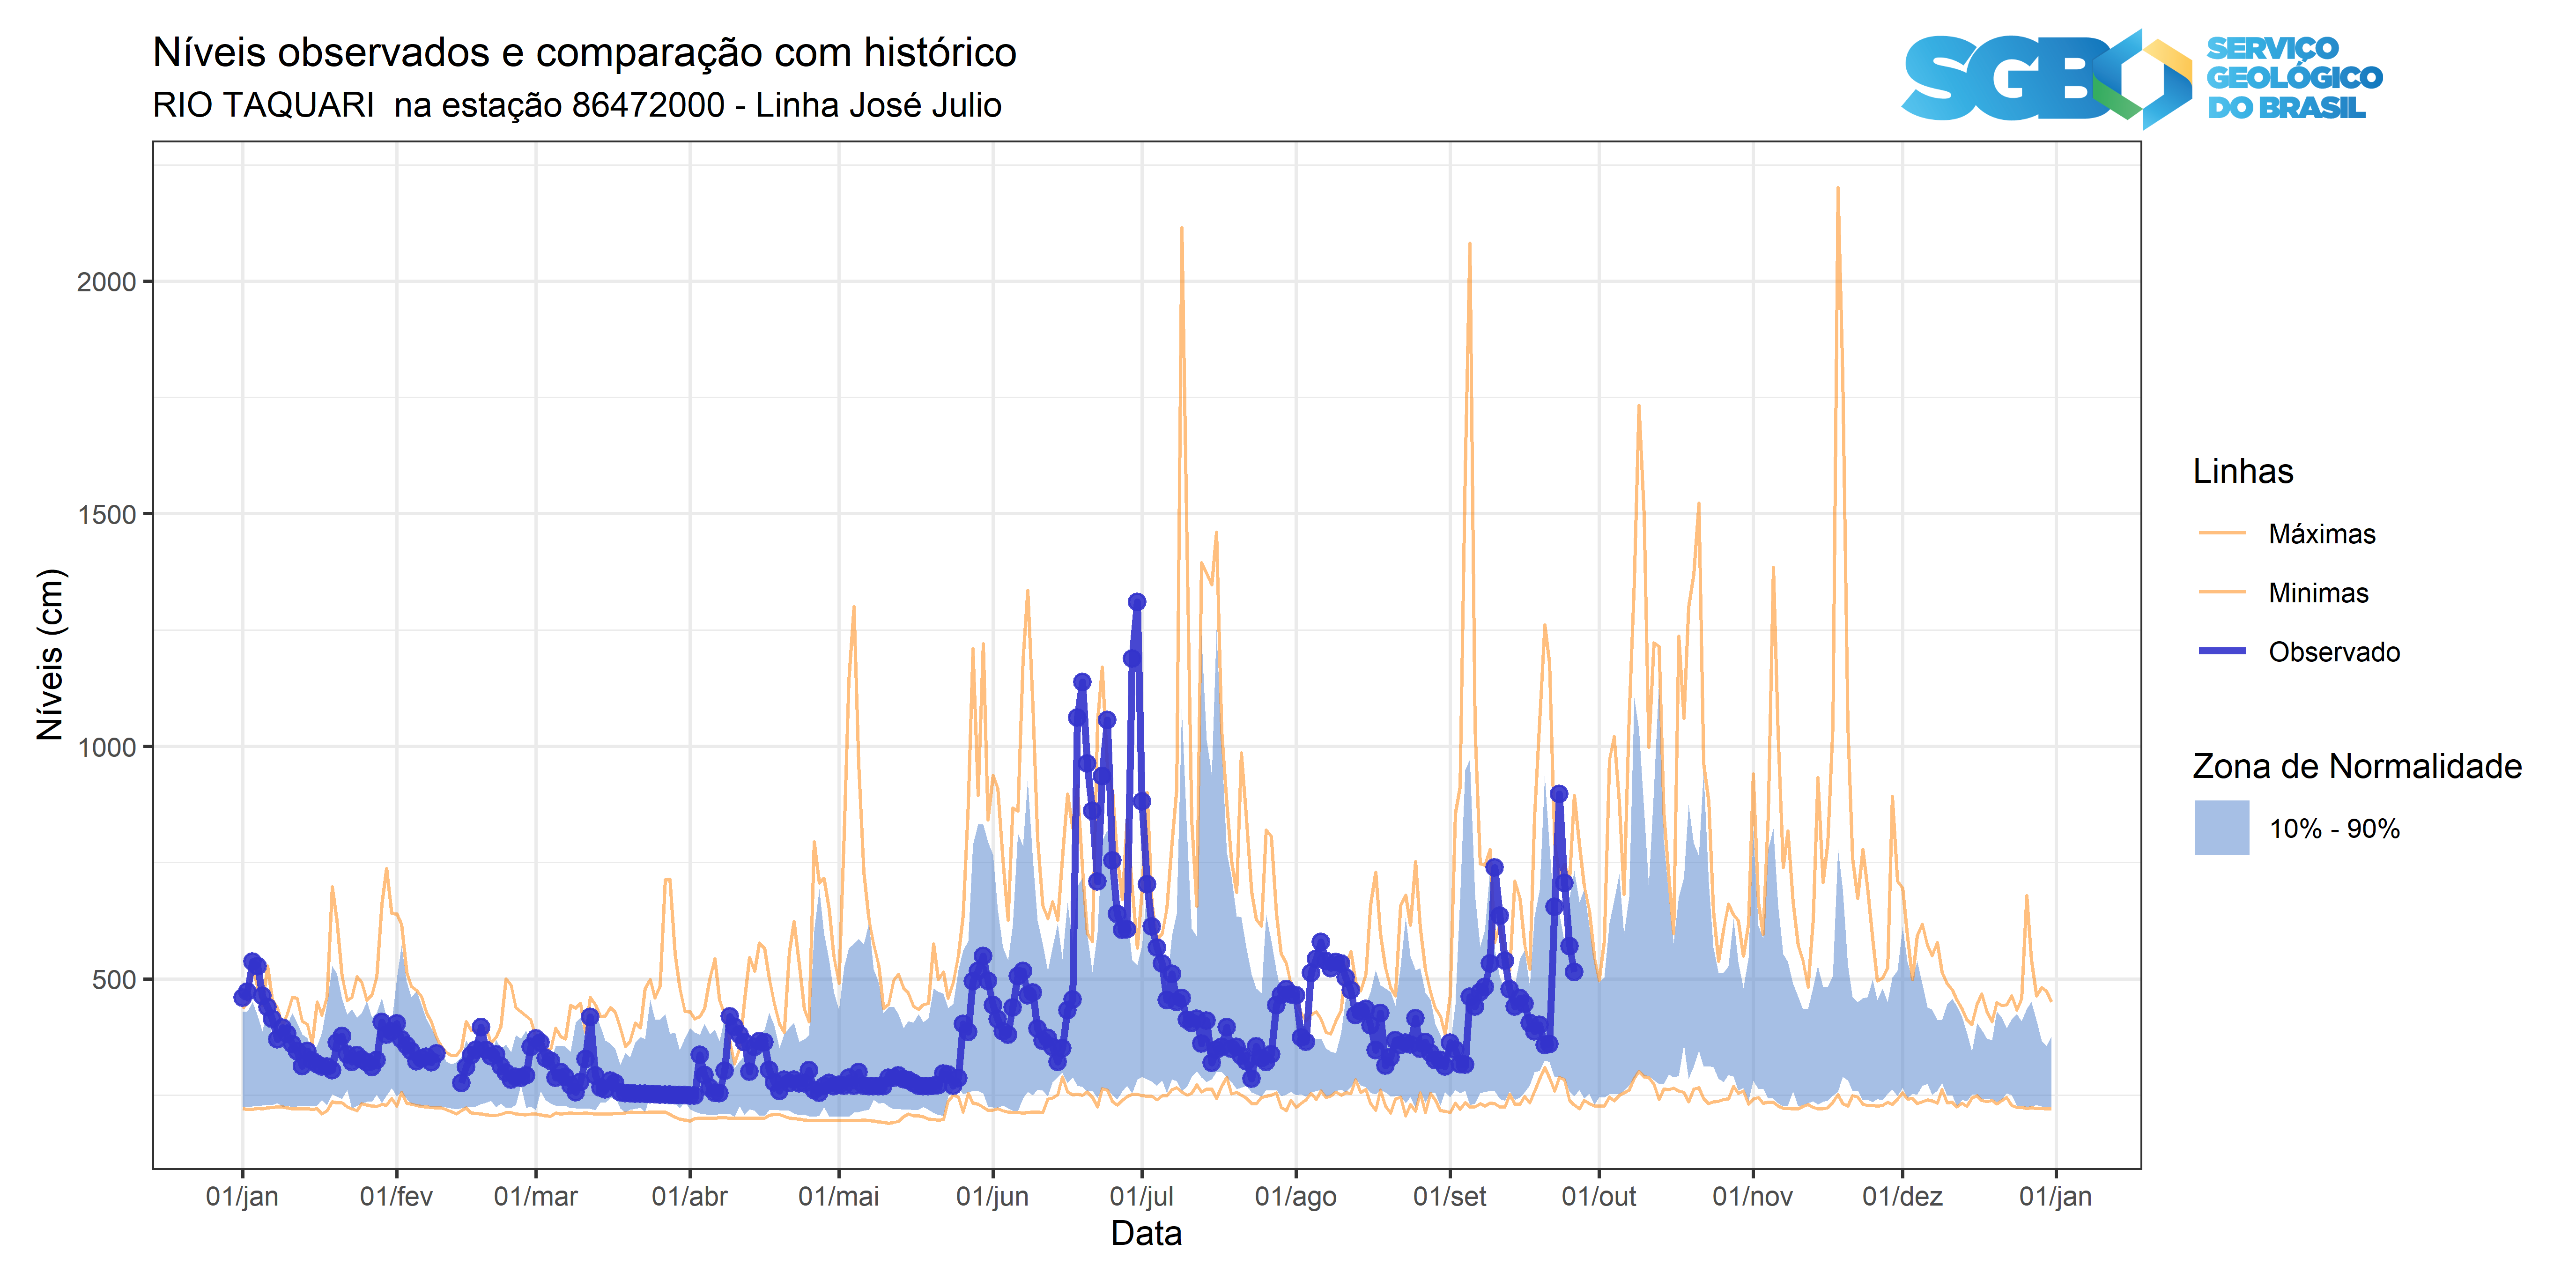 Níveis observados e comparação com histórico
RIO TAQUARI  na estação 86472000 - Linha José Julio
SGB
SERVIÇO
GEOLÓGICO
DO BRASIL
Níveis (cm)
2000
1500
1000
500
01/jan
01/fev
01/mar
01/abr
01/mai
01/jun
01/jul
01/ago
01/set
01/out
01/nov
01/dez
01/jan
Data
Linhas
Máximas
Minimas
Observado
Zona de Normalidade
10% - 90%